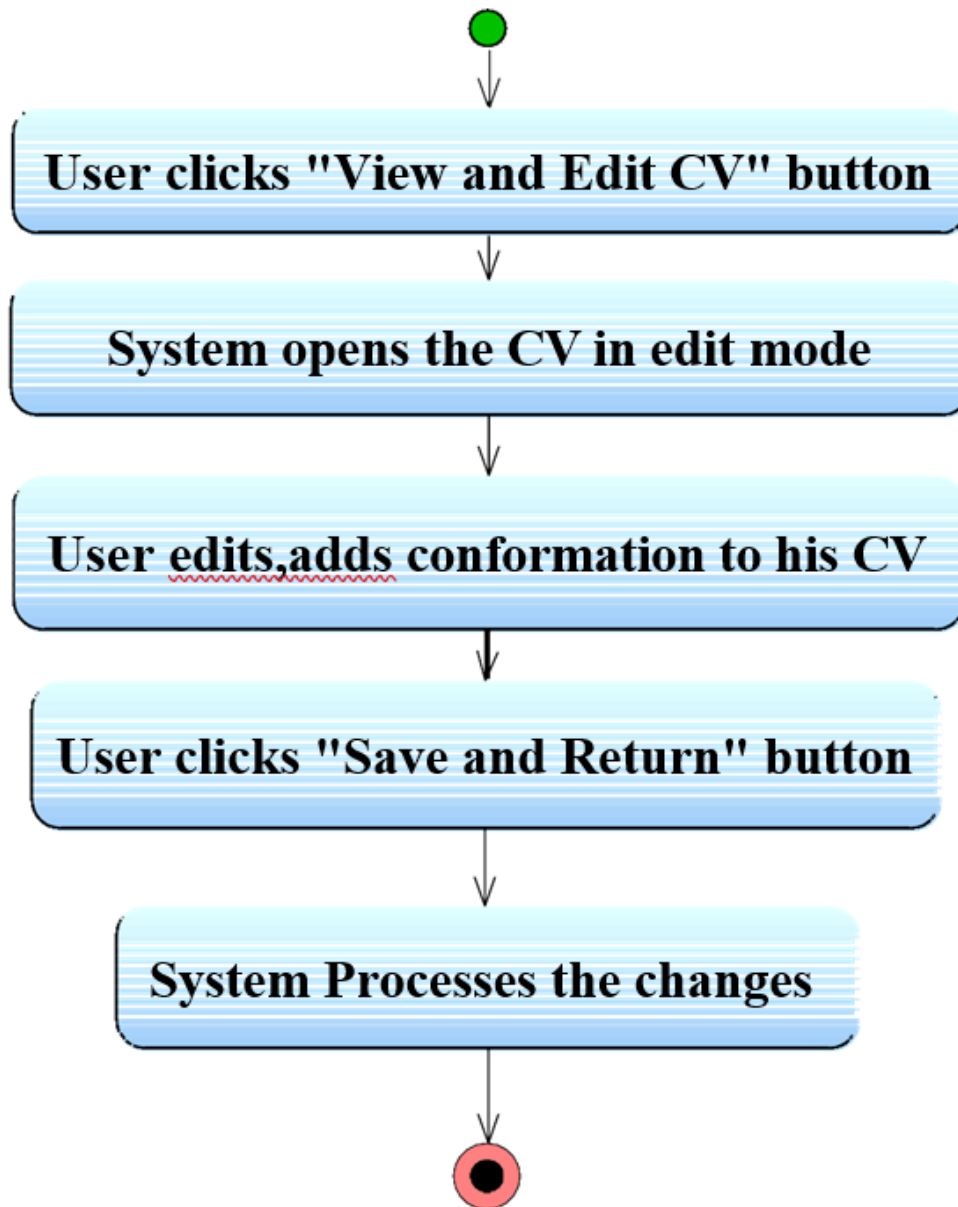 User clicks "View and Edit CV" button
System opens the CV in edit mode
User edits,adds conformation to his CV
User clicks "Save and Return" button
System Processes the changes